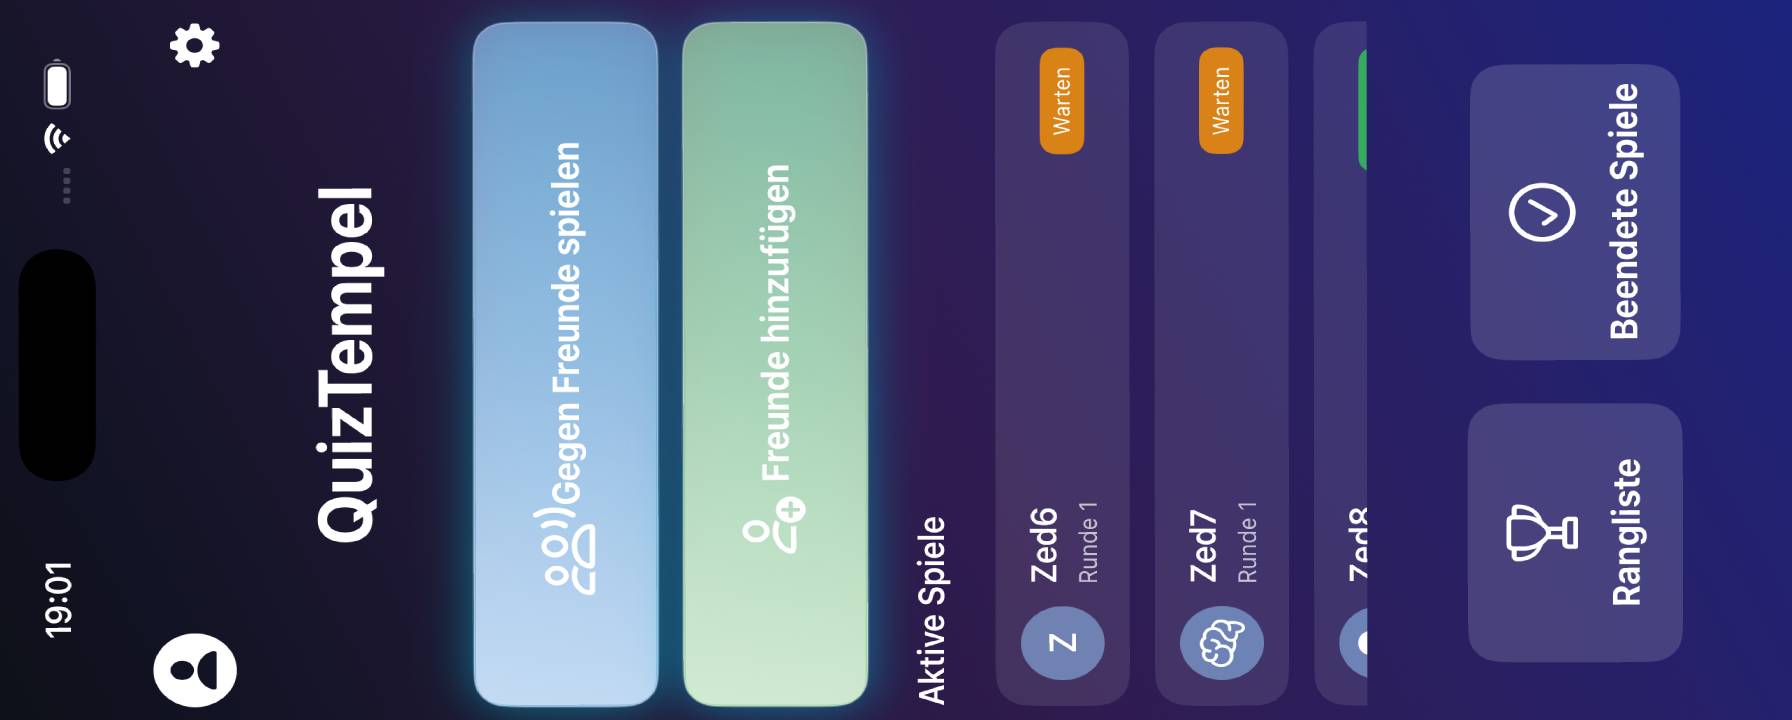 19:01
QuizTempel
Gegen Freunde spielen
Freunde hinzufügen
Aktive Spiele
Z
Zed6
Runde 1
Warten
Zed7
Runde 1
Warten
Zed8
Rangliste
Beendete Spiele